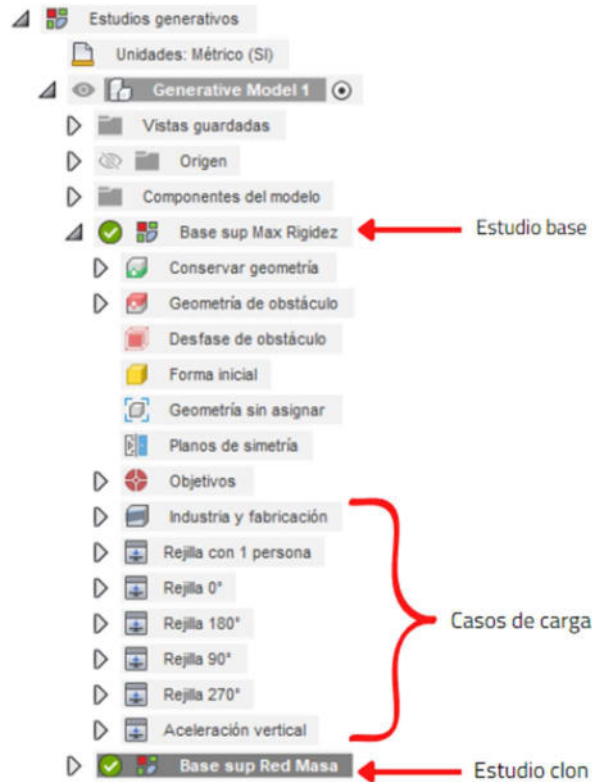 Estudios generativos
Unidades: Métrico (SI)
Generative Model 1
Vistas guardadas
Origen
Componentes del modelo
Base sup Max Rigidez
Estudio base
Conservar geometría
Geometría de obstáculo
Desfase de obstáculo
Forma inicial
Geometría sin asignar
Planos de simetría
Objetivos
Industria y fabricación
Rejilla con 1 persona
Rejilla 0°
Rejilla 180°
Casos de carga
Rejilla 90°
Rejilla 270°
Aceleración vertical
Base sup Red Masa
Estudio clon